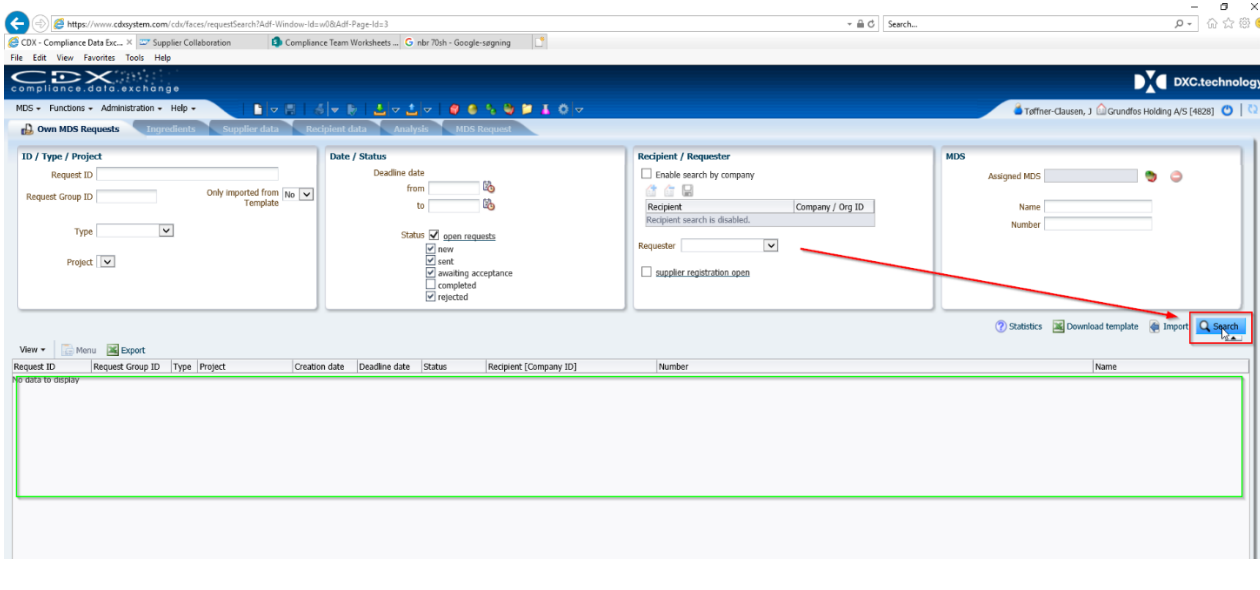 https://www.cdxsystem.com/cdx/faces/requestSearch?Adf-Window-Id=w0&Adf-Page-Id=3
Search...
CDX - Compliance Data Exc...
Supplier Collaboration
Compliance Team Worksheets ...
nbr 70sh - Google-søgning
File Edit View Favorites Tools Help
CDX
compliance.data.exchange
DXC.technology
MDS Functions Administration Help
Tøffner-Clausen, J Grundfos Holding A/S [4828]
Own MDS Requests Ingredients Supplier data Recipient data Analysis MDS Request
ID / Type / Project
Request ID
Request Group ID
Only imported from Template No
Type
Project
Date / Status
Deadline date
from
to
Status open requests
new
sent
awaiting acceptance
completed
rejected
Recipient / Requester
Enable search by company
Recipient Company / Org ID
Recipient search is disabled.
Requester
supplier registration open
MDS
Assigned MDS
Name
Number
Statistics Download template Import Search
View Menu Export
Request ID Request Group ID Type Project Creation date Deadline date Status Recipient [Company ID] Number Name
No data to display